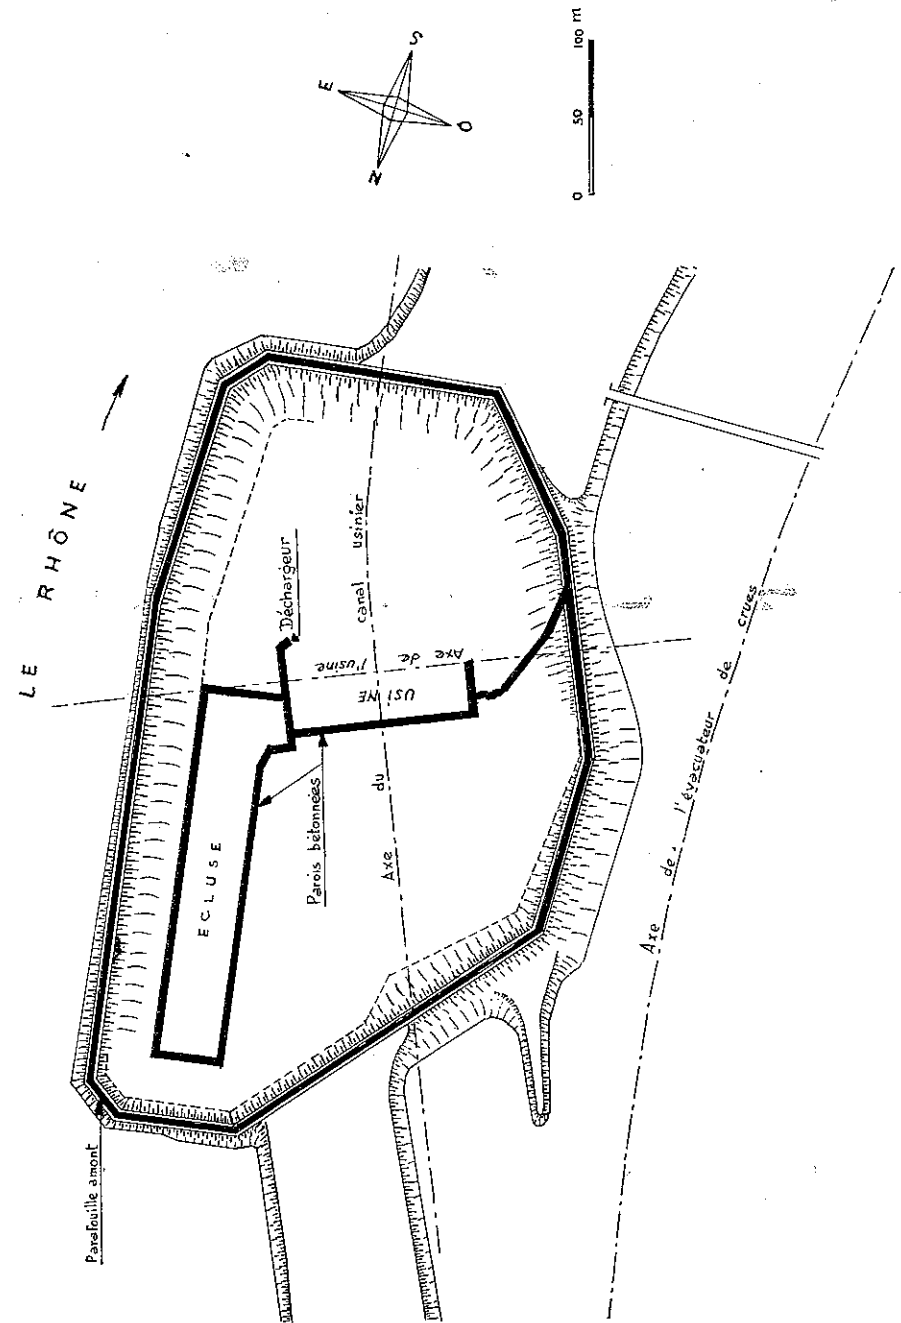 S
E
O
N
0 50 100 m
LE RHÔNE
Déchargeur
canal usinier
Axe de l'usine
USINE
Parois bétonnées
ECLUSE
Axe du
Axe de l'évacuateur de crues
Parafouille amont